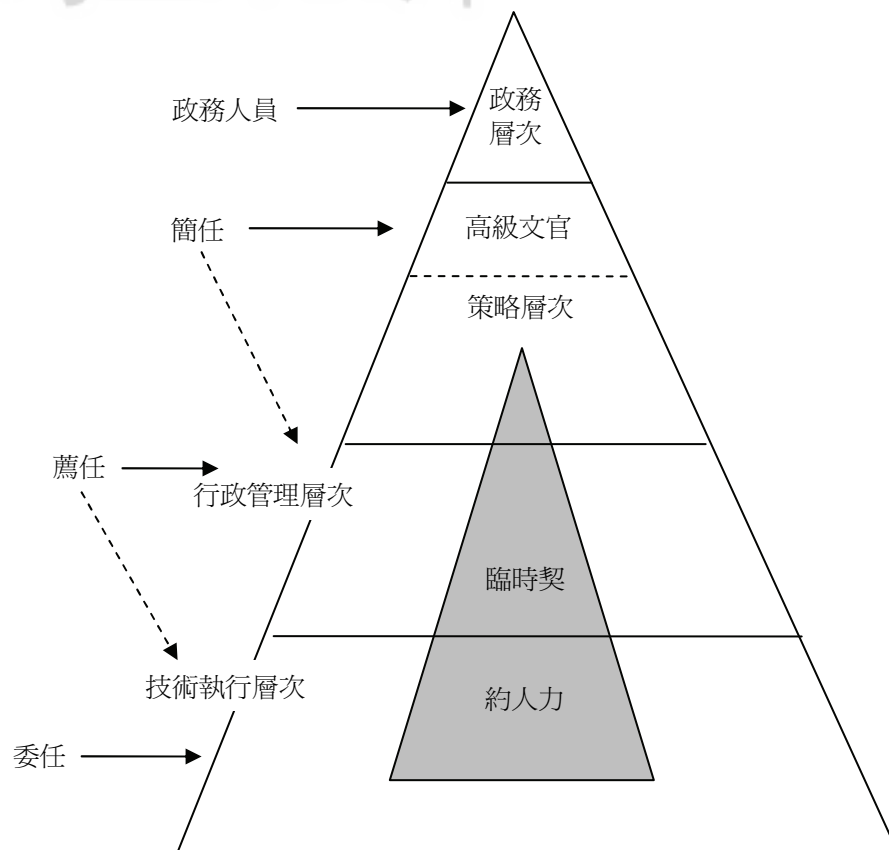 政務人員
政務
層次
簡任
高級文官
策略層次
薦任
行政管理層次
臨時契
技術執行層次
約人力
委任